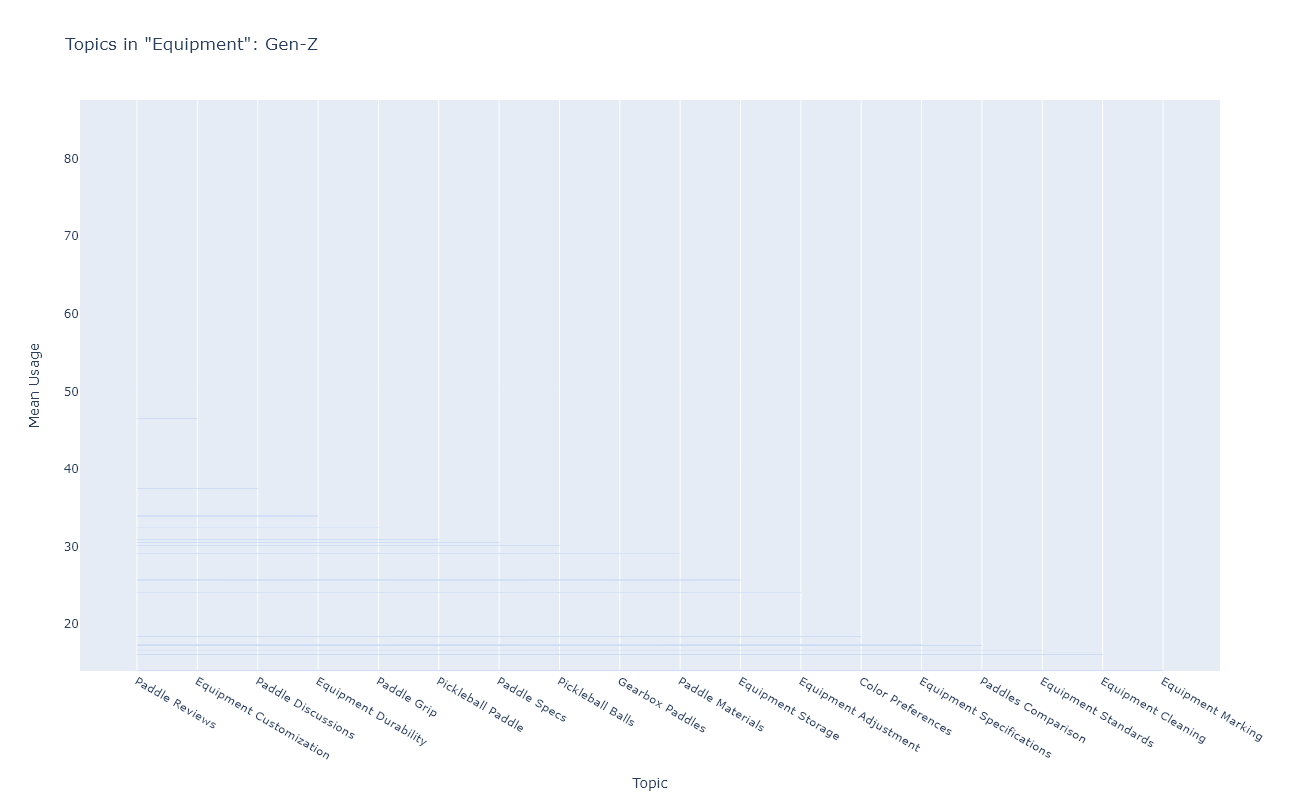 Topics in "Equipment": Gen-Z
80
70
60
50
40
30
20
Mean Usage
Paddle Reviews
Equipment Customization
Paddle Discussions
Equipment Durability
Paddle Grip
Pickleball Paddle
Paddle Specs
Pickleball Balls
Gearbox Paddles
Paddle Materials
Equipment Storage
Equipment Adjustment
Color Preferences
Equipment Specifications
Paddles Comparison
Equipment Standards
Equipment Cleaning
Equipment Marking
Topic